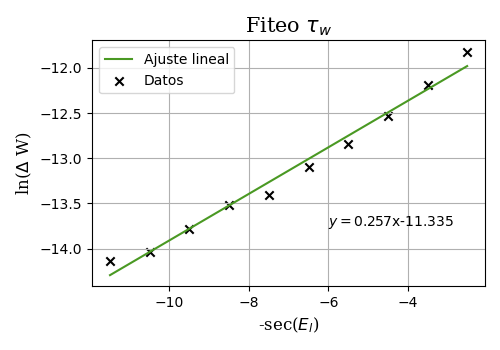 Fiteo $\tau_w$
Ajuste lineal
Datos
ln(Δ W)
−12.0
−12.5
−13.0
−13.5
−14.0
y = 0.257x-11.335
−10
−8
−6
−4
-sec($E_l$)